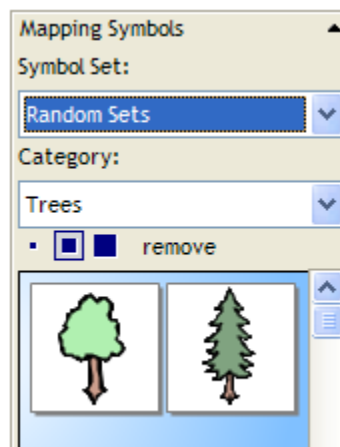 Mapping Symbols
Symbol Set:
Random Sets
Category:
Trees
remove